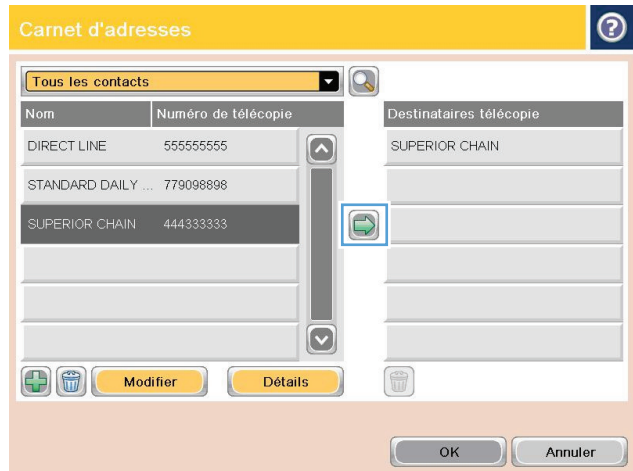 Carnet d'adresses
?
Tous les contacts
Nom Numéro de télécopie Destinataires télécopie
DIRECT LINE 555555555 SUPERIOR CHAIN
STANDARD DAILY ... 779098898
SUPERIOR CHAIN 444333333
Modifier Détails
OK Annuler